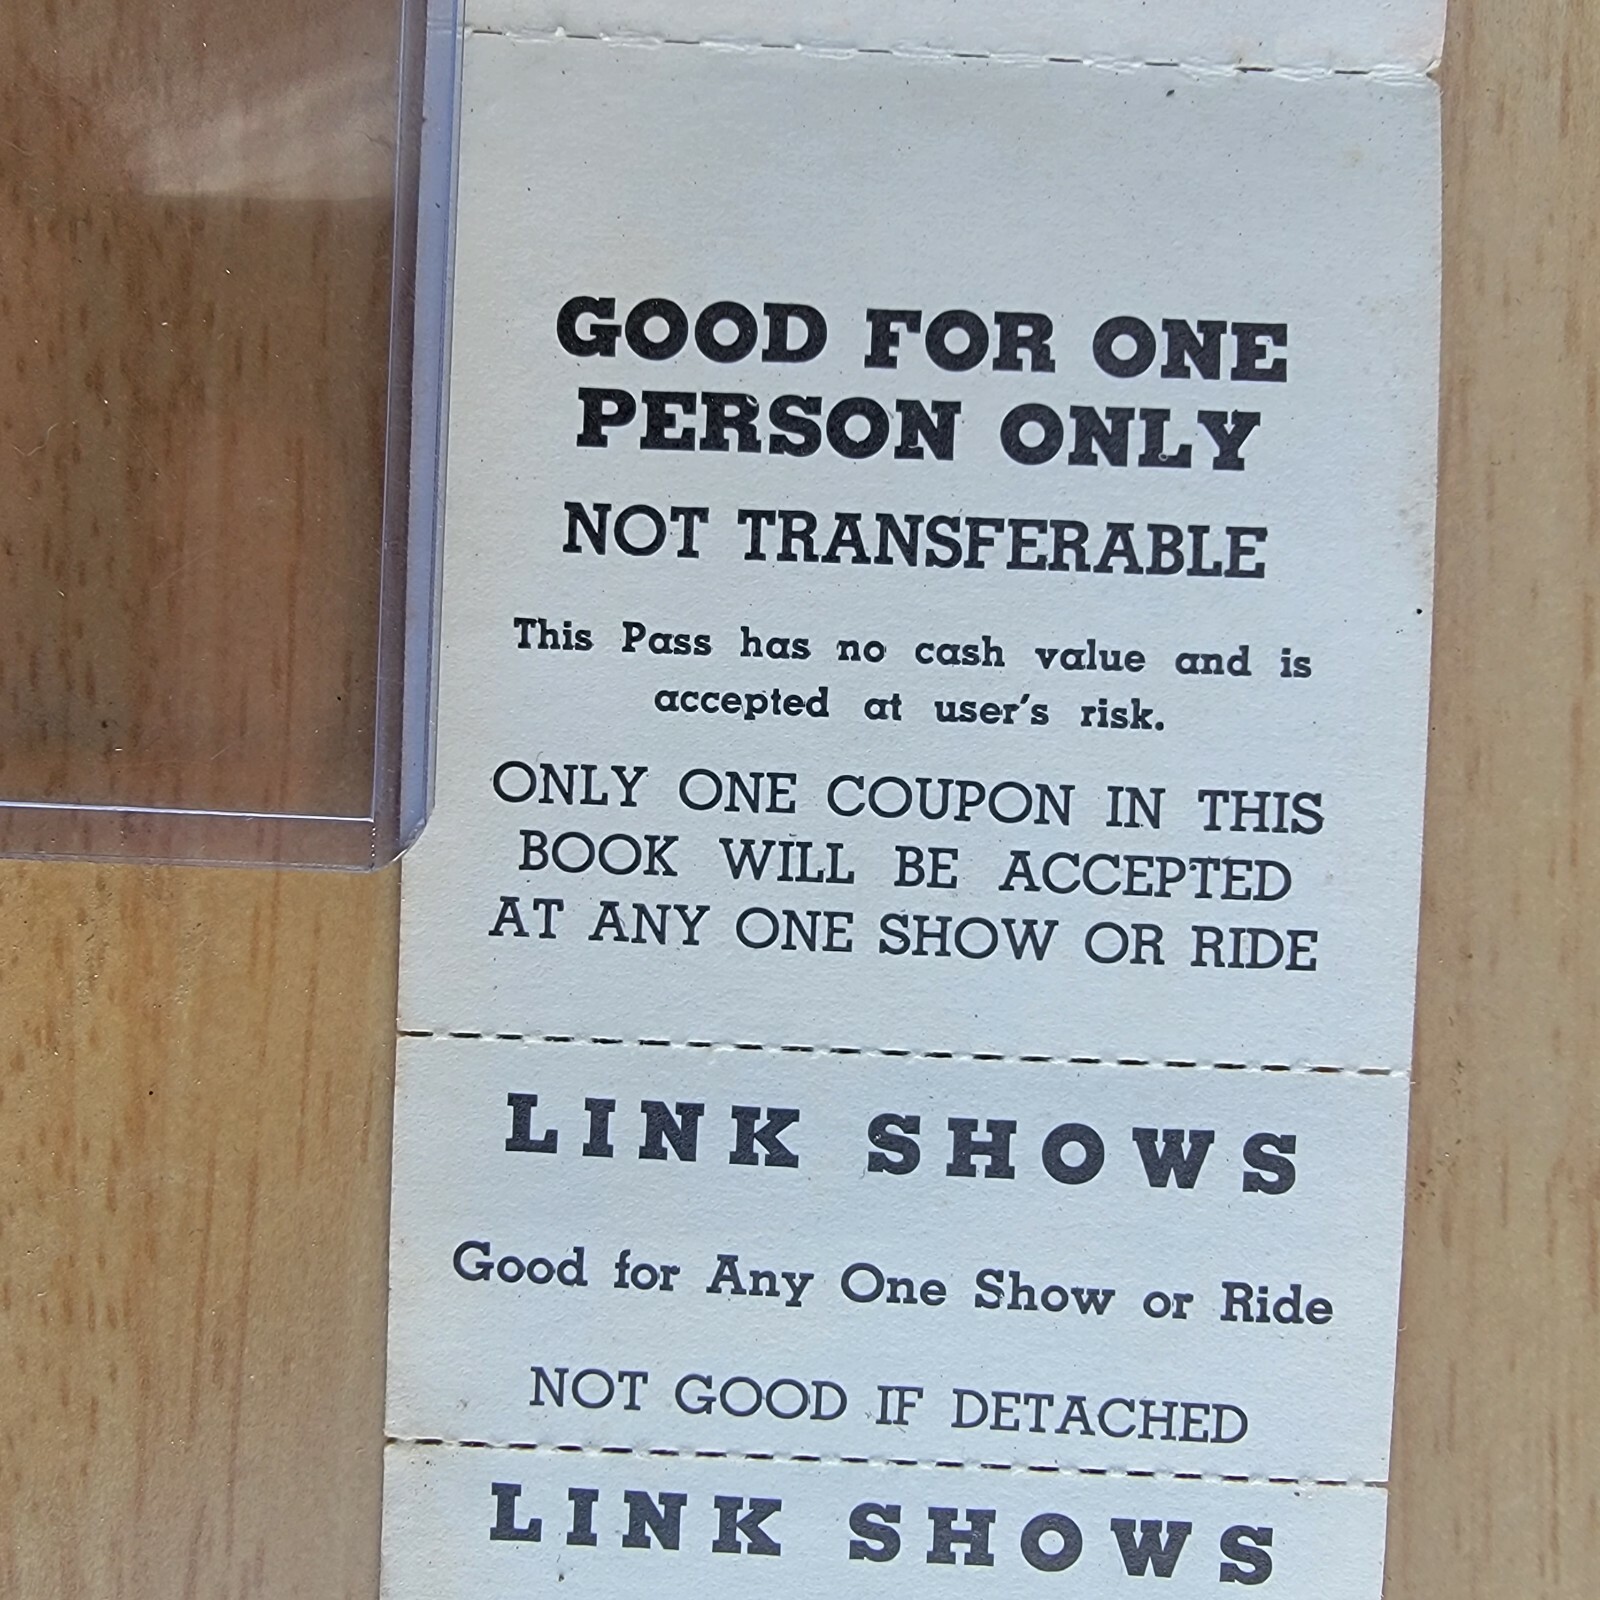 GOOD FOR ONE
PERSON ONLY
NOT TRANSFERABLE
This Pass has no cash value and is
accepted at user's risk.
ONLY ONE COUPON IN THIS
BOOK WILL BE ACCEPTED
AT ANY ONE SHOW OR RIDE
LINK SHOWS
Good for Any One Show or Ride
NOT GOOD IF DETACHED
LINK SHOWS